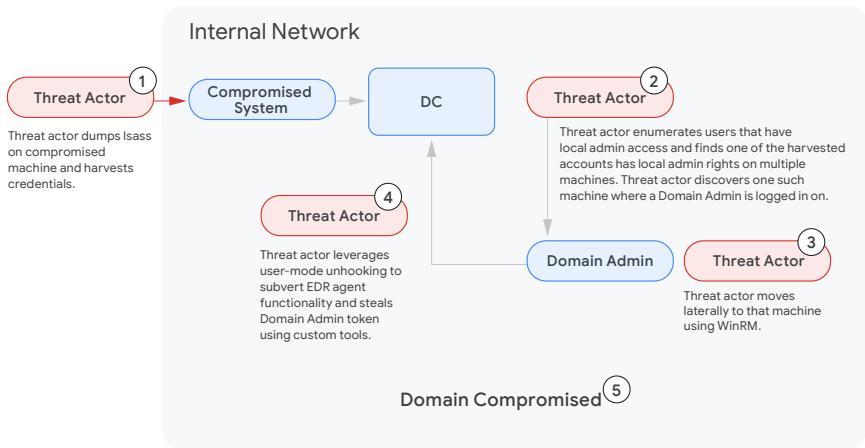 Internal Network
1
Threat Actor
Threat actor dumps lsass
on compromised
machine and harvests
credentials.
Compromised
System
DC
2
Threat Actor
Threat actor enumerates users that have
local admin access and finds one of the harvested
accounts has local admin rights on multiple
machines. Threat actor discovers one such
machine where a Domain Admin is logged in on.
4
Threat Actor
Threat actor leverages
user-mode unhooking to
subvert EDR agent
functionality and steals
Domain Admin token
using custom tools.
Domain Admin
3
Threat Actor
Threat actor moves
laterally to that machine
using WinRM.
Domain Compromised
5